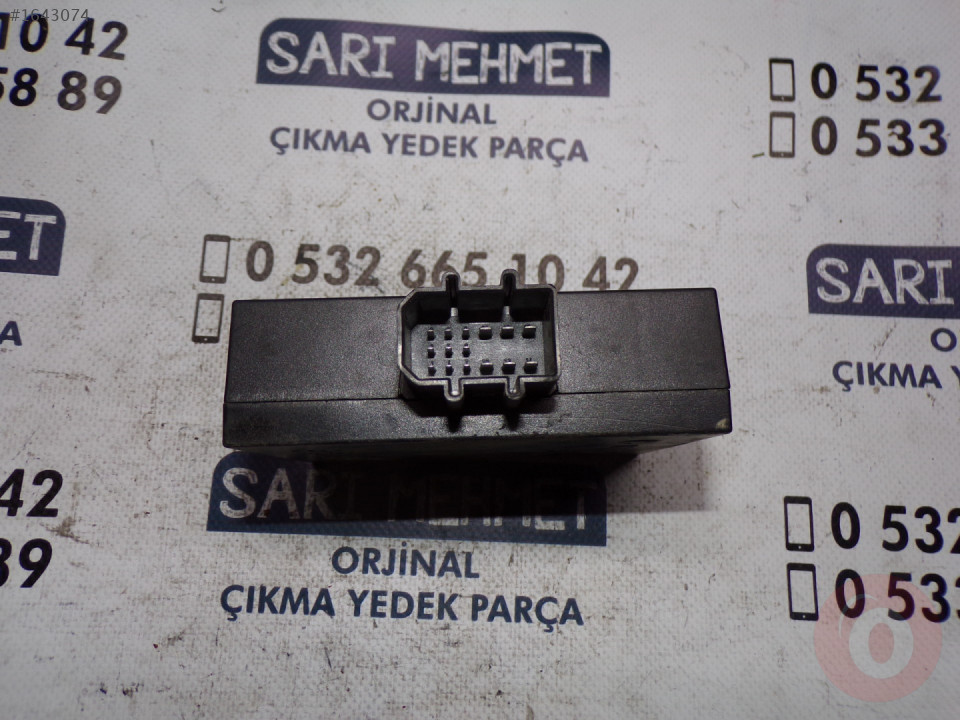 #1643074
10 42
58 89
SARI MEHMET
ORJİNAL
ÇIKMA YEDEK PARÇA
0 532
0 533
ET
A
0 532 665 10 42
SARI
O
ÇIKMA
42
89
SARI MEHMET
ORJİNAL
ÇIKMA YEDEK PARÇA
0 532
0 533
O